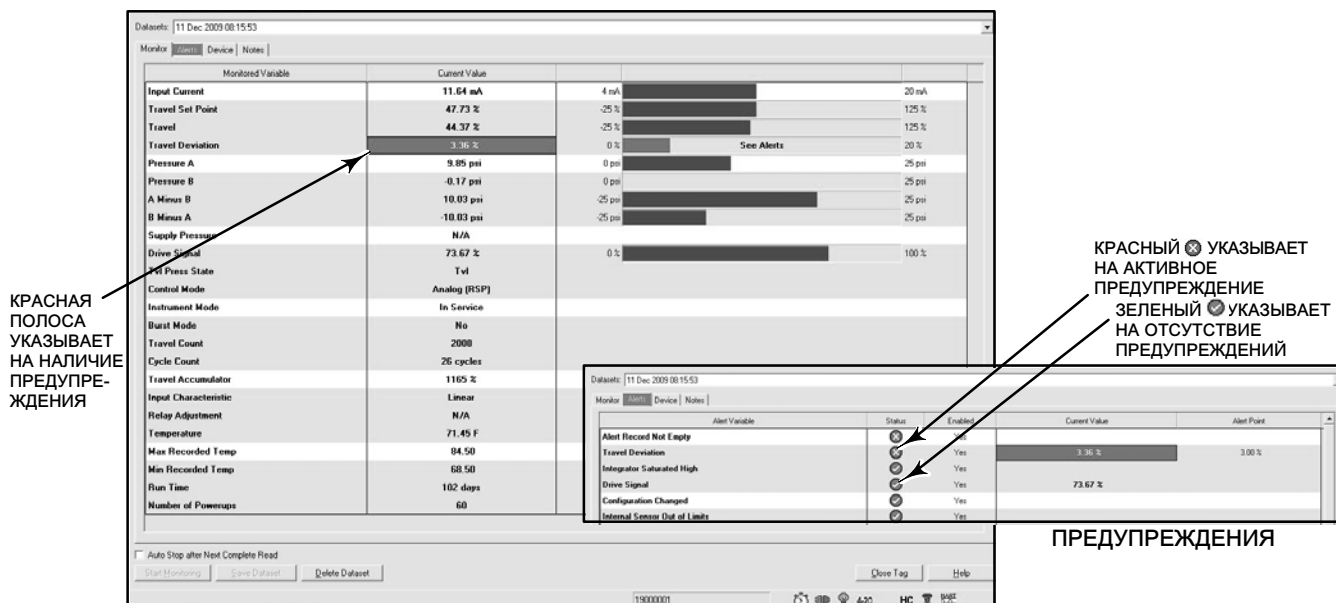 Datasets: 11 Dec 2009 08:15:53
Monitor Alerts Device Notes
Monitored Variable Current Value
Input Current 11.64 mA 4 mA 20 mA
Travel Set Point 47.73 % -25 % 125 %
Travel 44.37 % -25 % 125 %
Travel Deviation 3.36 % 0 % See Alerts 20 %
Pressure A 9.85 psi 0 psi 25 psi
Pressure B -0.17 psi 0 psi 25 psi
A Minus B 10.03 psi -25 psi 25 psi
B Minus A -10.03 psi -25 psi 25 psi
Supply Pressure N/A
Drive Signal 73.67 % 0 % 100 %
Tvl Press State Tvl
Control Mode Analog (RSP)
Instrument Mode In Service
Burst Mode No
Travel Count 2000
Cycle Count 26 cycles
Travel Accumulator 1165 %
Input Characteristic Linear
Relay Adjustment N/A
Temperature 71.45 F
Max Recorded Temp 84.50
Min Recorded Temp 68.50
Run Time 102 days
Number of Powerups 60
Auto Stop after Next Complete Read
Start Monitoring Save Dataset Delete Dataset Close Tag Help
19000001 4-20 HC
КРАСНАЯ
ПОЛОСА
УКАЗЫВАЕТ
НА НАЛИЧИЕ
ПРЕДУПРЕ-
ЖДЕНИЯ
КРАСНЫЙ УКАЗЫВАЕТ
НА АКТИВНОЕ
ПРЕДУПРЕЖДЕНИЕ
ЗЕЛЕНЫЙ УКАЗЫВАЕТ
НА ОТСУТСТВИЕ
ПРЕДУПРЕЖДЕНИЙ
Datasets: 11 Dec 2009 08:15:53
Monitor Alerts Device Notes
Alert Variable Status Enabled Current Value Alert Point
Alert Record Not Empty Yes
Travel Deviation Yes 3.36 % 3.00 %
Integrator Saturated High Yes
Drive Signal Yes 73.67 %
Configuration Changed Yes
Internal Sensor Out of Limits Yes
ПРЕДУПРЕЖДЕНИЯ